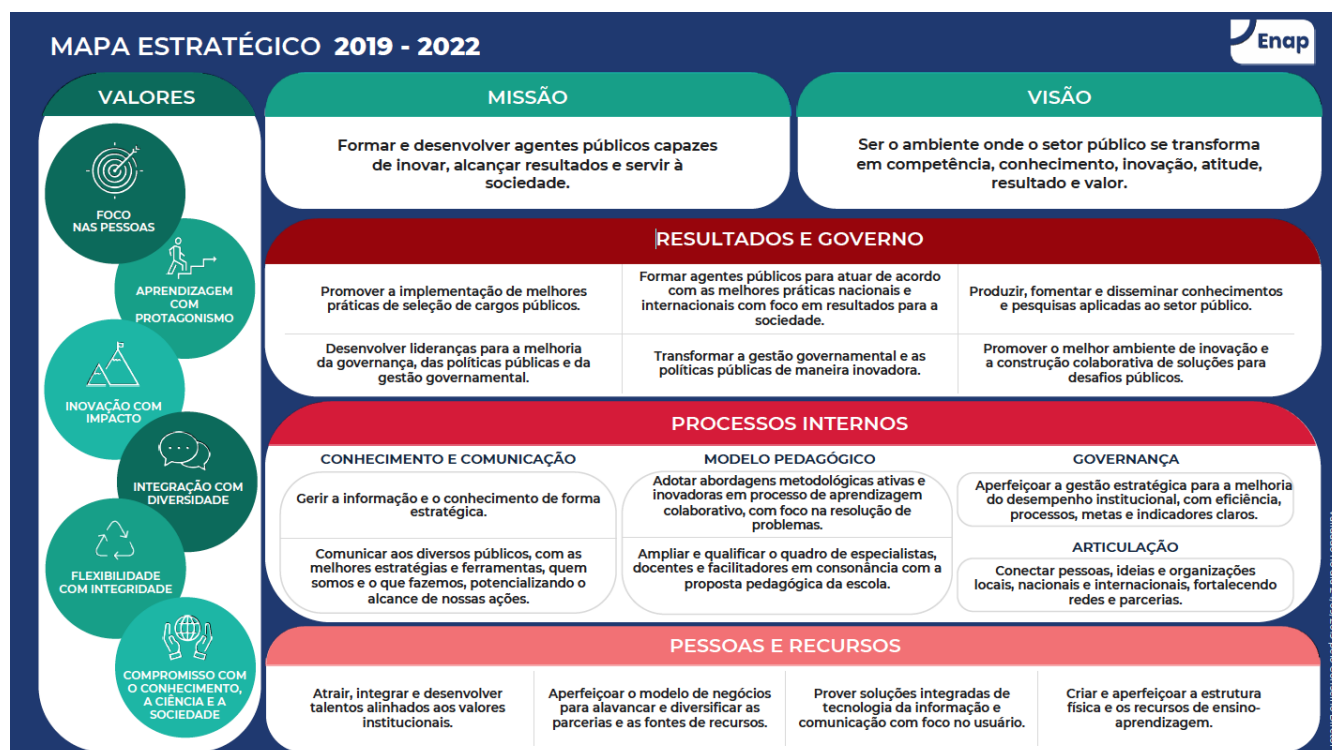 MAPA ESTRATÉGICO 2019 - 2022
Enap
VALORES
FOCO
NAS PESSOAS
APRENDIZAGEM
COM
PROTAGONISMO
INOVAÇÃO COM
IMPACTO
INTEGRAÇÃO COM
DIVERSIDADE
FLEXIBILIDADE
COM INTEGRIDADE
COMPROMISSO COM
O CONHECIMENTO,
A CIÊNCIA E A
SOCIEDADE
MISSÃO
Formar e desenvolver agentes públicos capazes
de inovar, alcançar resultados e servir à
sociedade.
VISÃO
Ser o ambiente onde o setor público se transforma
em competência, conhecimento, inovação, atitude,
resultado e valor.
RESULTADOS E GOVERNO
Promover a implementação de melhores
práticas de seleção de cargos públicos.
Formar agentes públicos para atuar de acordo
com as melhores práticas nacionais e
internacionais com foco em resultados para a
sociedade.
Produzir, fomentar e disseminar conhecimentos
e pesquisas aplicadas ao setor público.
Desenvolver lideranças para a melhoria
da governança, das políticas públicas e da
gestão governamental.
Transformar a gestão governamental e as
políticas públicas de maneira inovadora.
Promover o melhor ambiente de inovação e
a construção colaborativa de soluções para
desafios públicos.
PROCESSOS INTERNOS
CONHECIMENTO E COMUNICAÇÃO
Gerir a informação e o conhecimento de forma
estratégica.
Comunicar aos diversos públicos, com as
melhores estratégias e ferramentas, quem
somos e o que fazemos, potencializando o
alcance de nossas ações.
MODELO PEDAGÓGICO
Adotar abordagens metodológicas ativas e
inovadoras em processo de aprendizagem
colaborativo, com foco na resolução de
problemas.
Ampliar e qualificar o quadro de especialistas,
docentes e facilitadores em consonância com a
proposta pedagógica da escola.
GOVERNANÇA
Aperfeiçoar a gestão estratégica para a melhoria
do desempenho institucional, com eficiência,
processos, metas e indicadores claros.
ARTICULAÇÃO
Conectar pessoas, ideias e organizações
locais, nacionais e internacionais, fortalecendo
redes e parcerias.
PESSOAS E RECURSOS
Atrair, integrar e desenvolver
talentos alinhados aos valores
institucionais.
Aperfeiçoar o modelo de negócios
para alavancar e diversificar as
parcerias e as fontes de recursos.
Prover soluções integradas de
tecnologia da informação e
comunicação com foco no usuário.
Criar e aperfeiçoar a estrutura
física e os recursos de ensino-
aprendizagem.